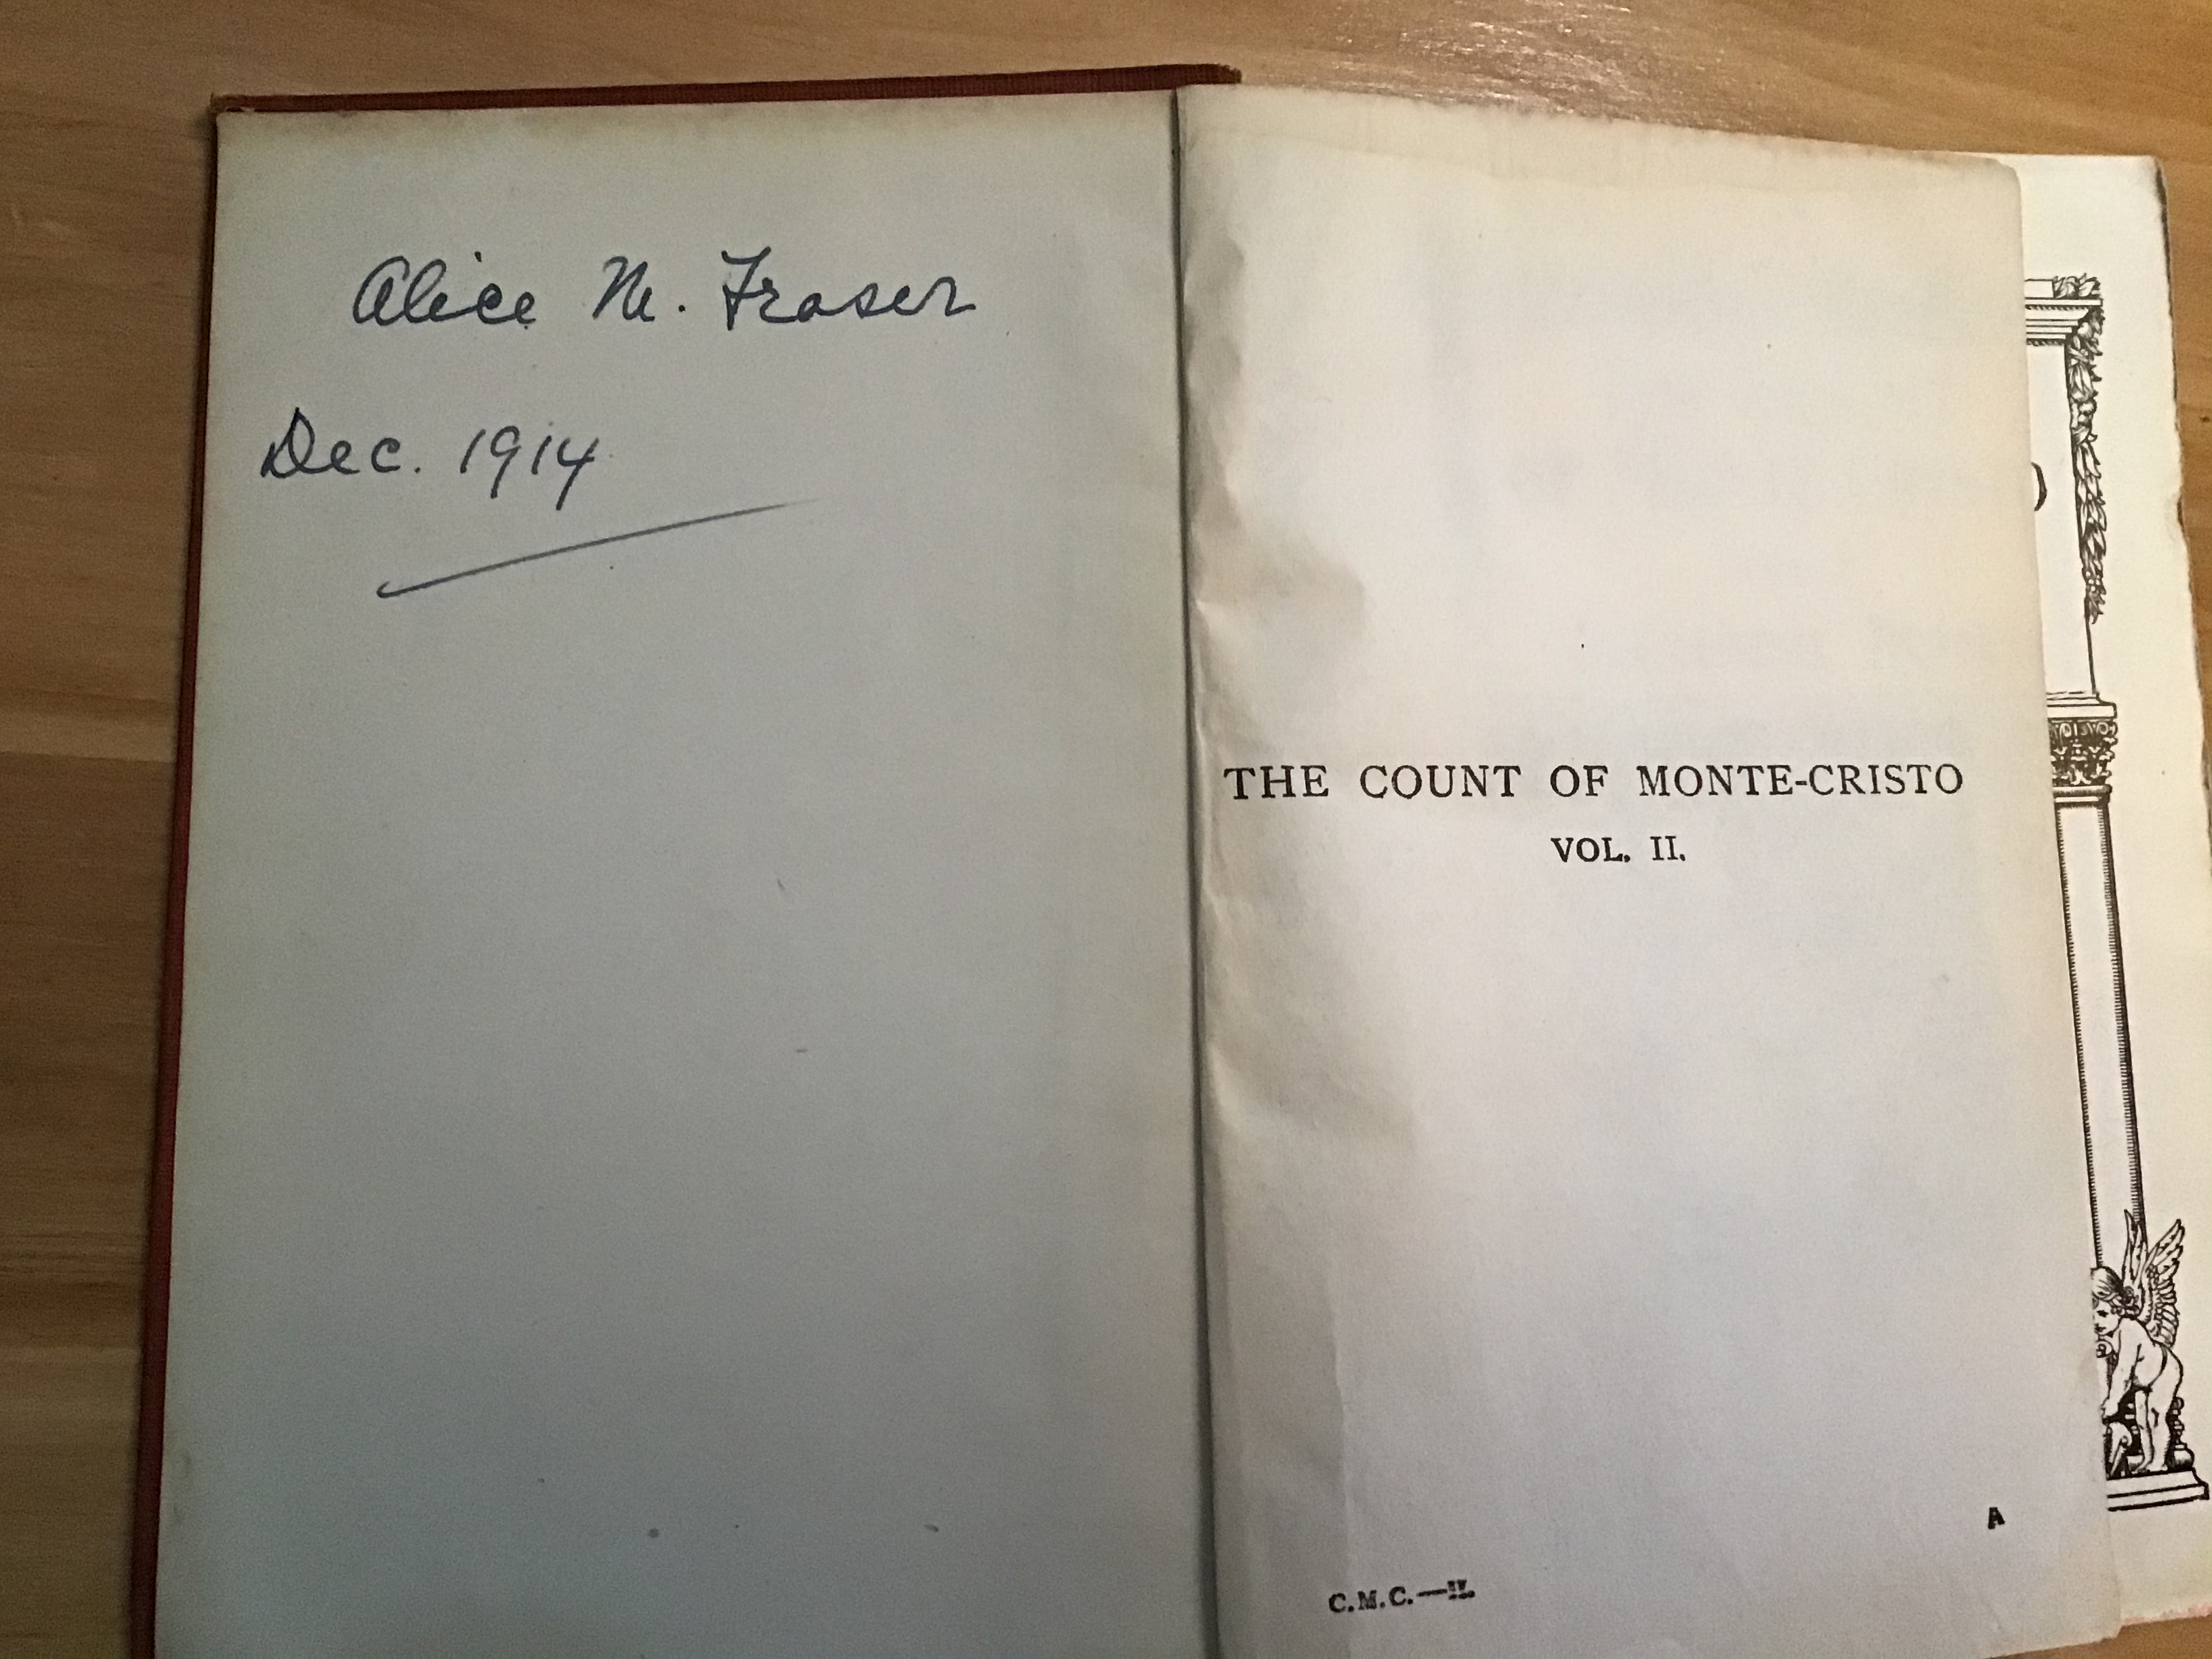 Alice M. Fraser
Dec. 1914
THE COUNT OF MONTE-CRISTO
VOL. II.
A
C.M.C.—II.